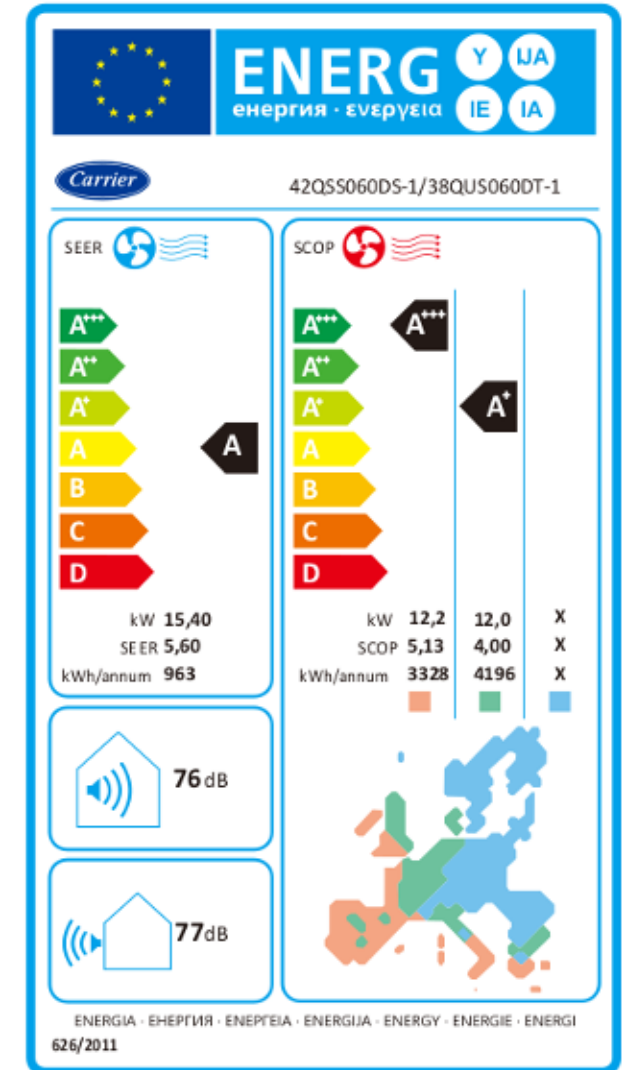 ENERG
Y IJA
IE IA
енергия · ενεργεια
Carrier
42QSS060DS-1/38QUS060DT-1
SEER
A+++
A++
A+
A
B
C
D
A
kW 15,40
SEER 5,60
kWh/annum 963
SCOP
A+++
A++
A+
A
B
C
D
A+++
A+
kW 12,2 12,0 X
SCOP 5,13 4,00 X
kWh/annum 3328 4196 X
76 dB
77dB
ENERGIA · ЕНЕРГИЯ · ΕΝΕΡΓΕΙΑ · ENERGIJA · ENERGY · ENERGIE · ENERGI
626/2011